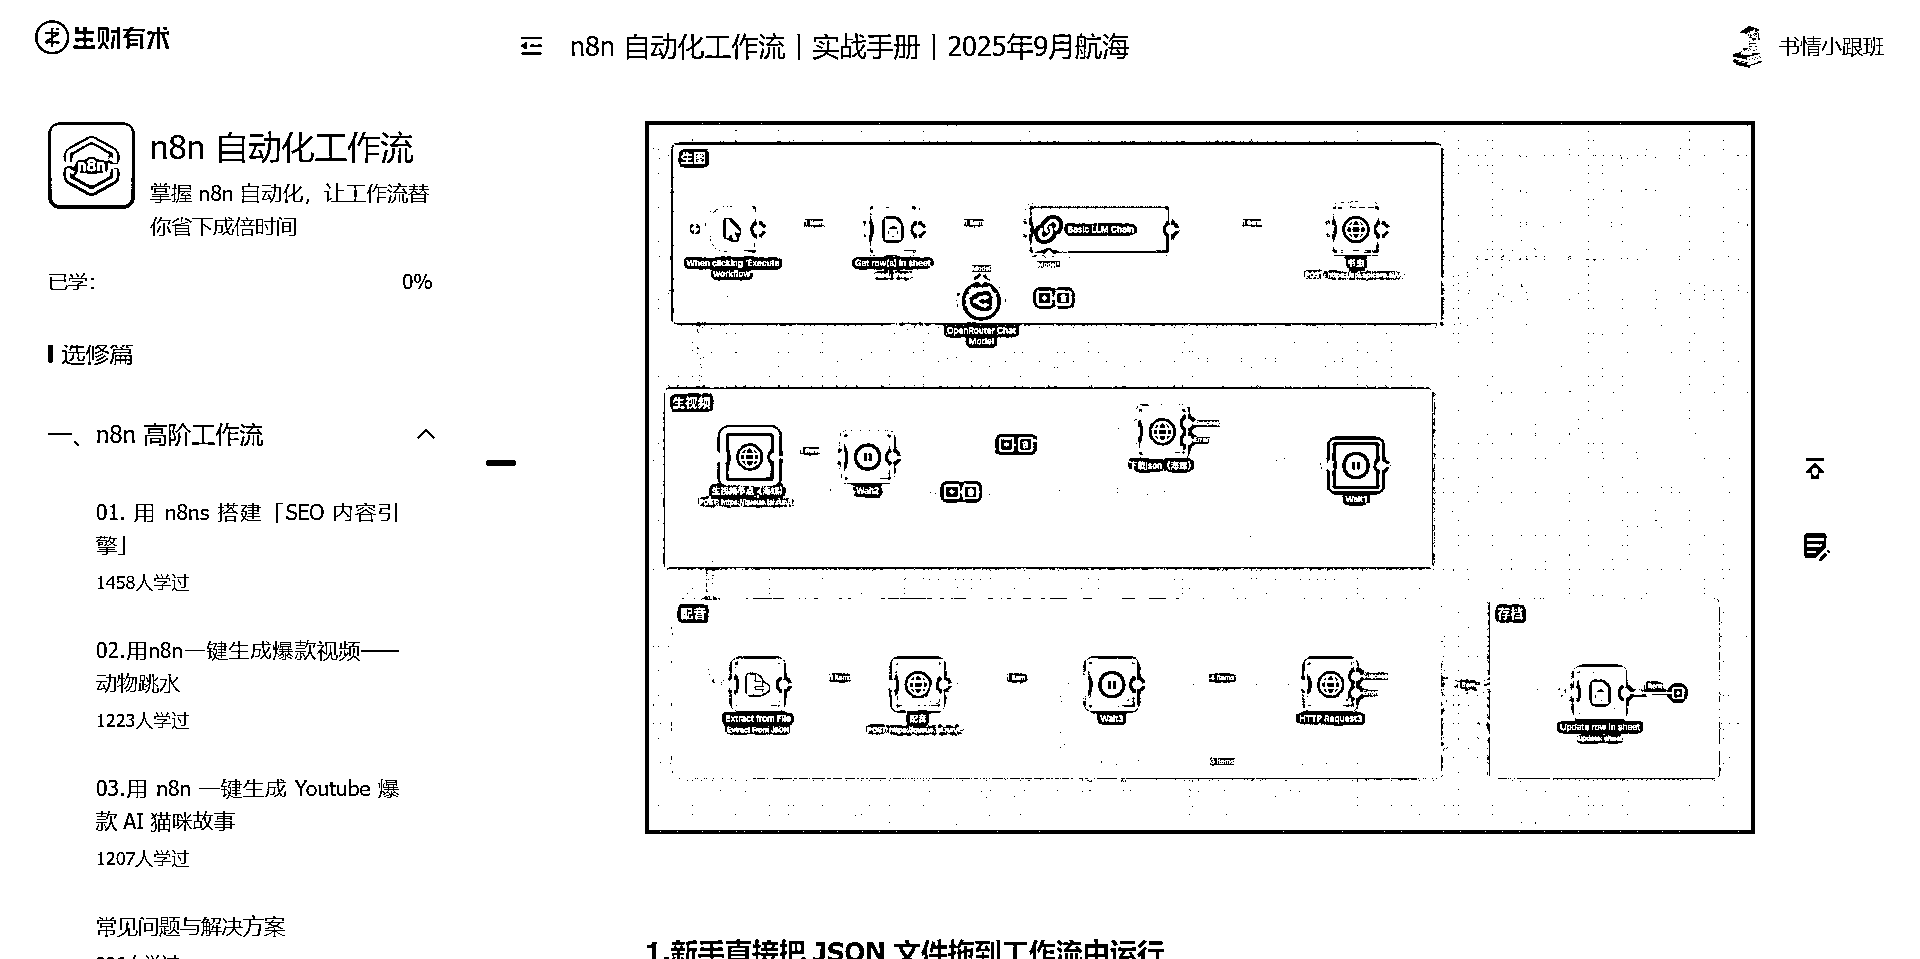 生财有术
n8n 自动化工作流｜实战手册｜2025年9月航海
书情小跟班
n8n
n8n 自动化工作流
掌握 n8n 自动化，让工作流替
你省下成倍时间
已学：
0%
选修篇
一、n8n 高阶工作流
01. 用 n8ns 搭建「SEO 内容引
擎」
1458人学过
02.用n8n一键生成爆款视频——
动物跳水
1223人学过
03.用 n8n 一键生成 Youtube 爆
款 AI 猫咪故事
1207人学过
常见问题与解决方案
生图
When clicking 'Execute
workflow'
Get row(s) in sheet
Basic LLM Chain
Model
OpenRouter Chat
Model
生视频
Wait2
Wait1
配音
Extract from File
Extract From JSON
配音
Wait3
HTTP Request3
存档
Update row in sheet
1.新手直接把 JSON 文件拖到工作流中运行